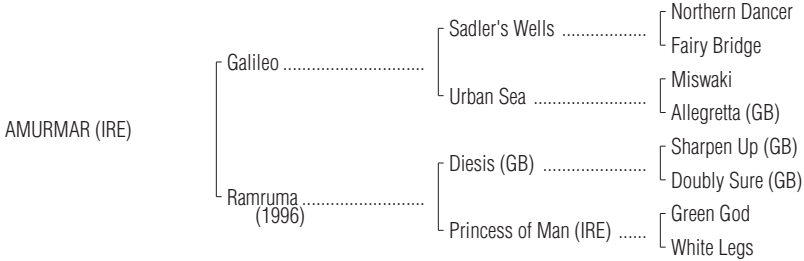 Northern Dancer
Sadler's Wells ..................
Fairy Bridge
Galileo ..............................
Miswaki
Urban Sea ........................
Allegretta (GB)
AMURMAR (IRE)
Sharpen Up (GB)
Diesis (GB) ......................
Doubly Sure (GB)
Ramruma ..........................
(1996)
Green God
Princess of Man (IRE) ......
White Legs